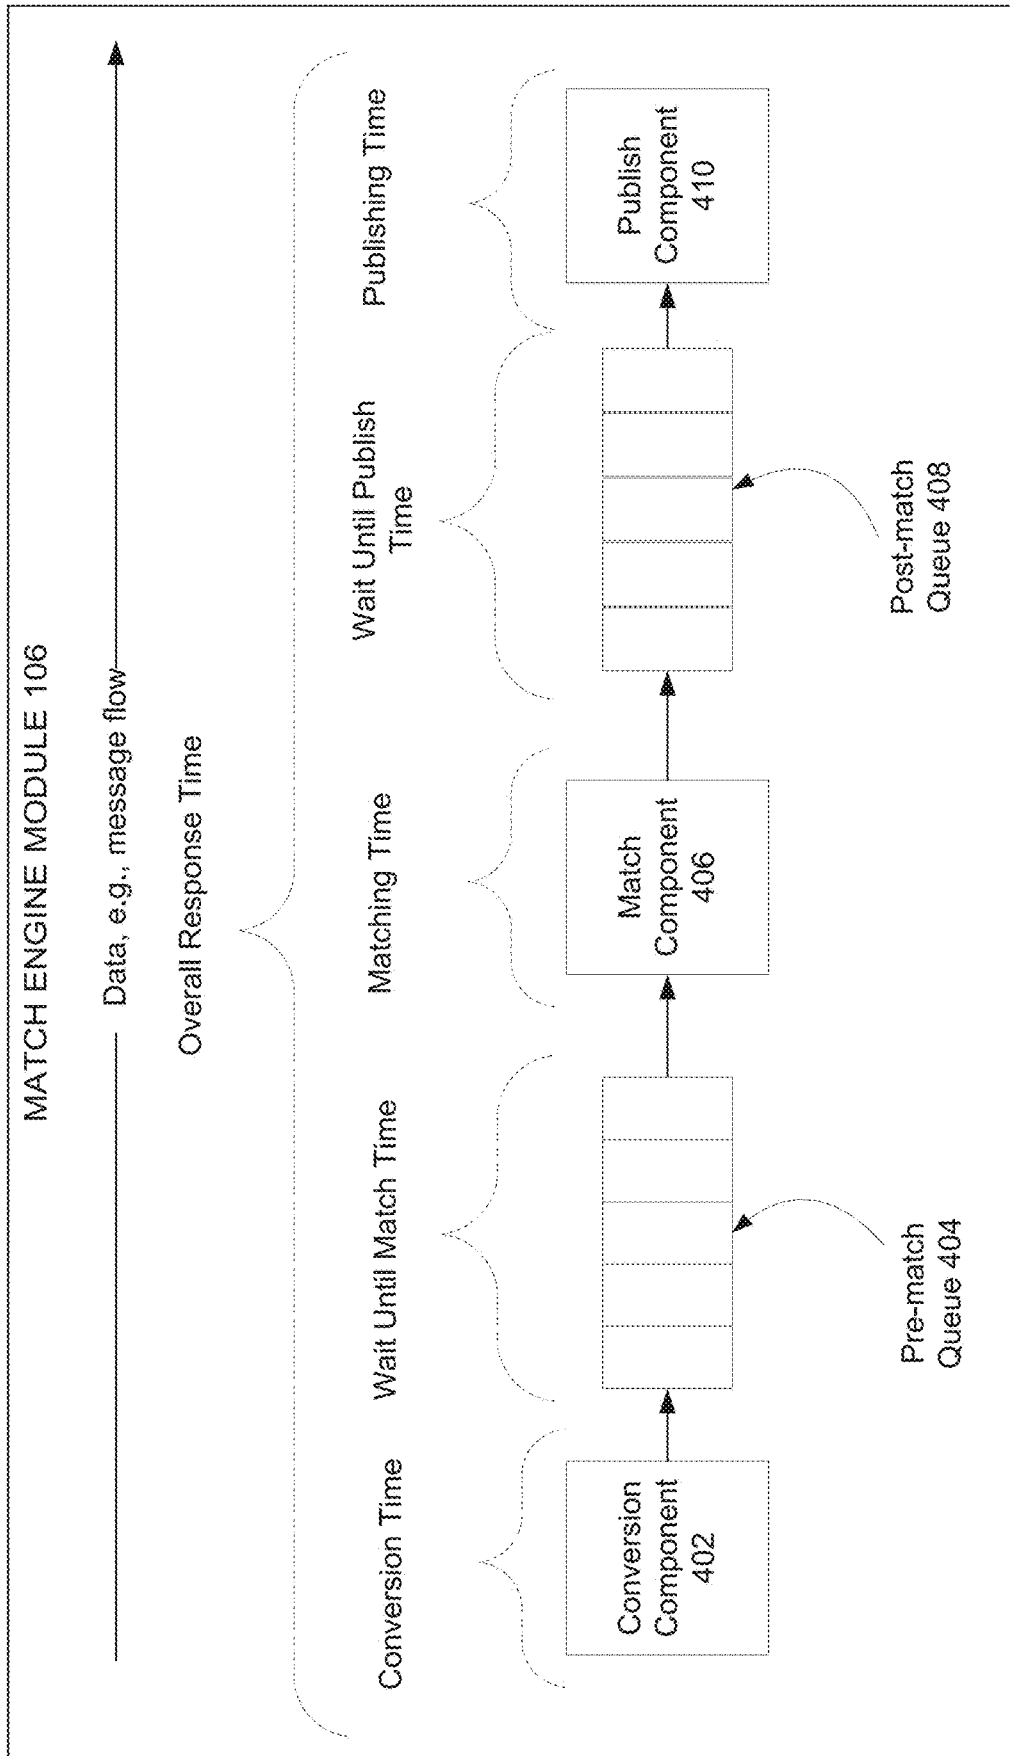 MATCH ENGINE MODULE 106
Data, e.g., message flow
Overall Response Time
Conversion Time
Wait Until Match Time
Matching Time
Wait Until Publish
Time
Publishing Time
Conversion
Component
402
Match
Component
406
Publish
Component
410
Pre-match
Queue 404
Post-match
Queue 408